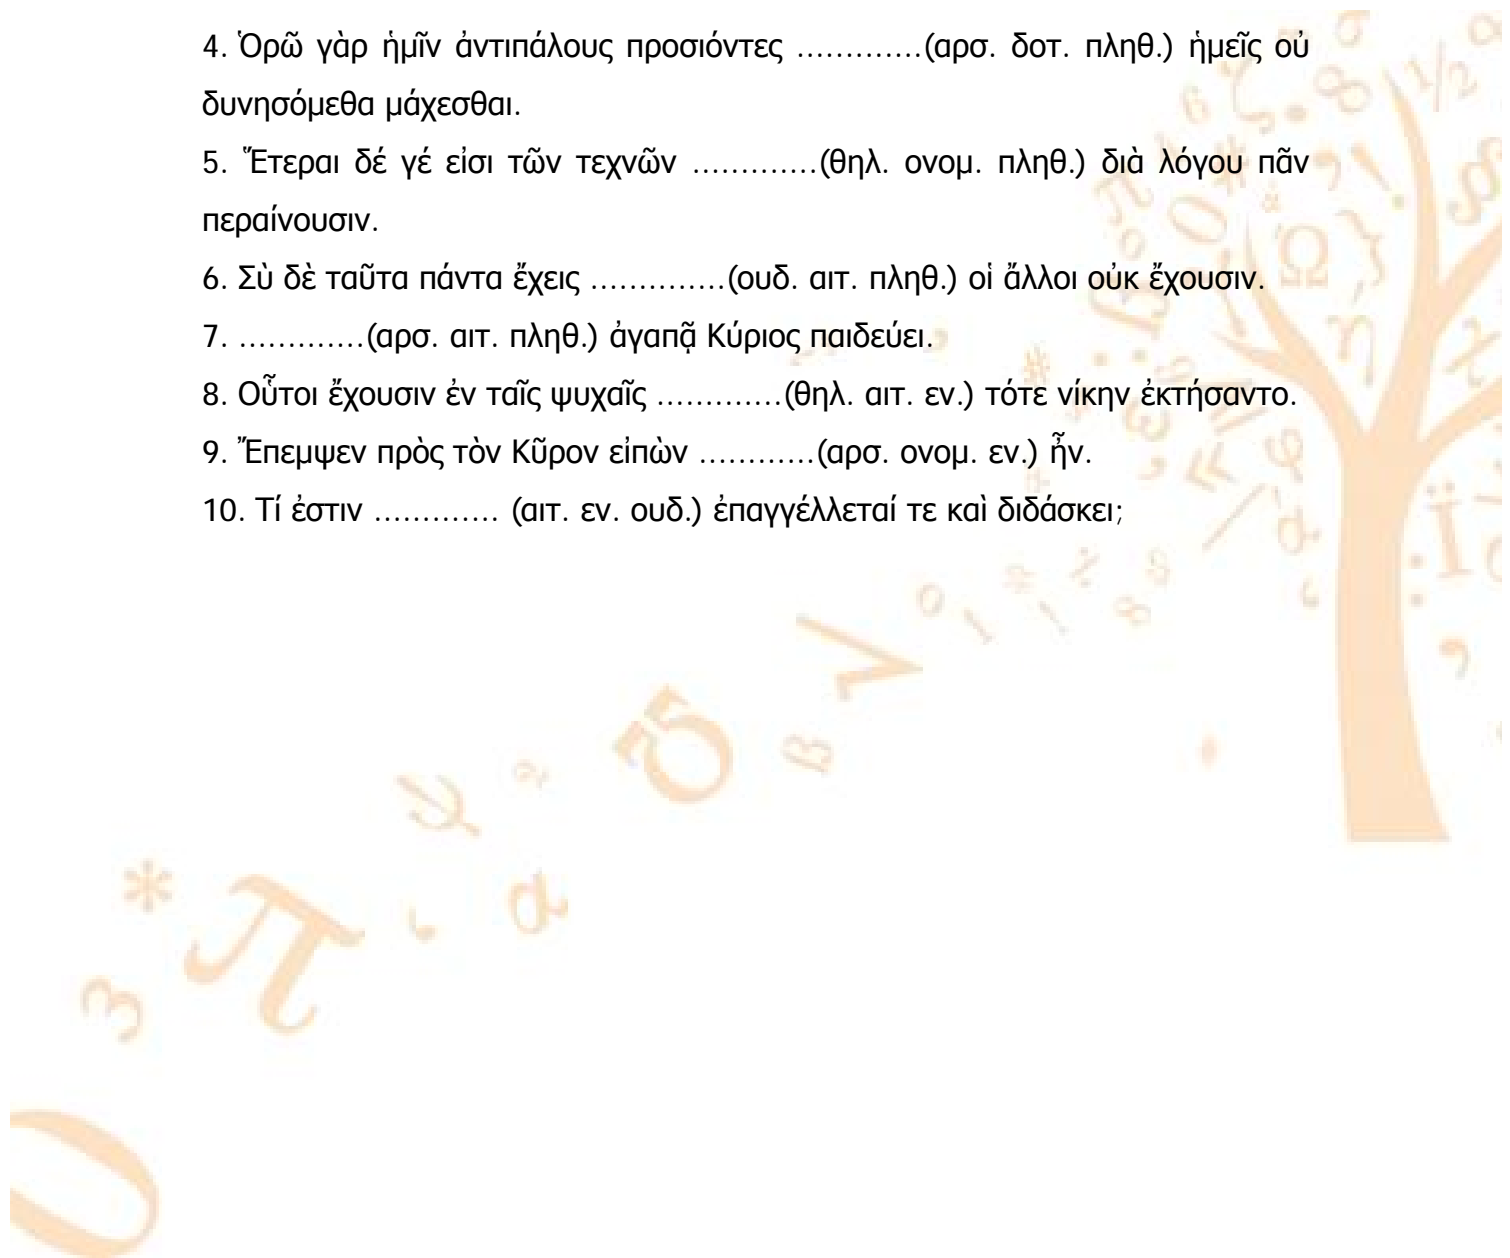 4. Ὁρῶ γὰρ ἡμῖν ἀντιπάλους προσιόντες .............(αρσ. δοτ. πληθ.) ἡμεῖς οὐ
δυνησόμεθα μάχεσθαι.
5. Ἕτεραι δέ γέ εἰσι τῶν τεχνῶν .............(θηλ. ονομ. πληθ.) διὰ λόγου πᾶν
περαίνουσιν.
6. Σὺ δὲ ταῦτα πάντα ἔχεις ..............(ουδ. αιτ. πληθ.) οἱ ἄλλοι οὐκ ἔχουσιν.
7. .............(αρσ. αιτ. πληθ.) ἀγαπᾷ Κύριος παιδεύει.
8. Οὗτοι ἔχουσιν ἐν ταῖς ψυχαῖς .............(θηλ. αιτ. εν.) τότε νίκην ἐκτήσαντο.
9. Ἔπεμψεν πρὸς τὸν Κῦρον εἰπὼν ............(αρσ. ονομ. εν.) ἦν.
10. Τί ἐστιν ............. (αιτ. εν. ουδ.) ἐπαγγέλλεταί τε καὶ διδάσκει;